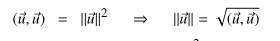 (u⃗,u⃗) = ||u⃗||² ⇒ ||u⃗|| = √(u⃗,u⃗)